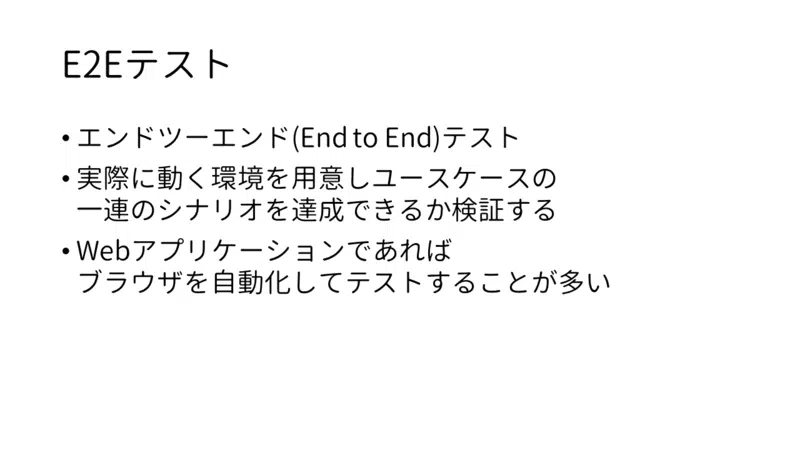 E2Eテスト
• エンドツーエンド(End to End)テスト
• 実際に動く環境を用意しユースケースの
一連のシナリオを達成できるか検証する
• Webアプリケーションであれば
ブラウザを自動化してテストすることが多い